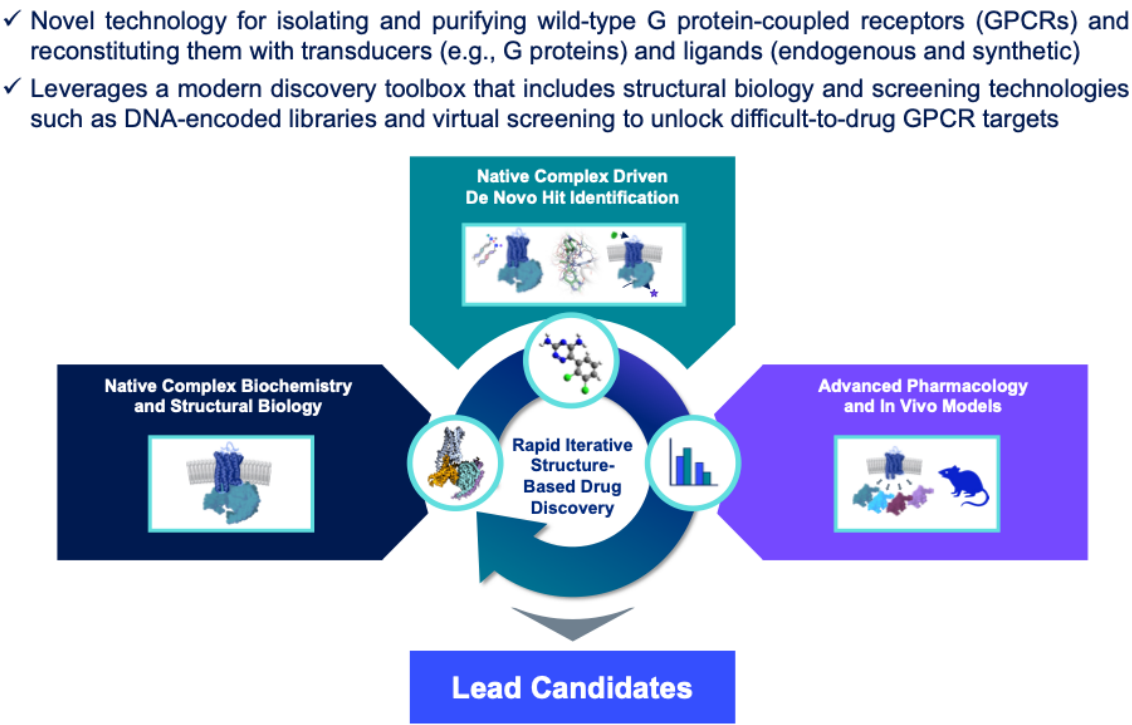 ✓ Novel technology for isolating and purifying wild-type G protein-coupled receptors (GPCRs) and
reconstituting them with transducers (e.g., G proteins) and ligands (endogenous and synthetic)
✓ Leverages a modern discovery toolbox that includes structural biology and screening technologies
such as DNA-encoded libraries and virtual screening to unlock difficult-to-drug GPCR targets
Native Complex Driven
De Novo Hit Identification
Native Complex Biochemistry
and Structural Biology
Advanced Pharmacology
and In Vivo Models
Rapid Iterative
Structure-
Based Drug
Discovery
Lead Candidates